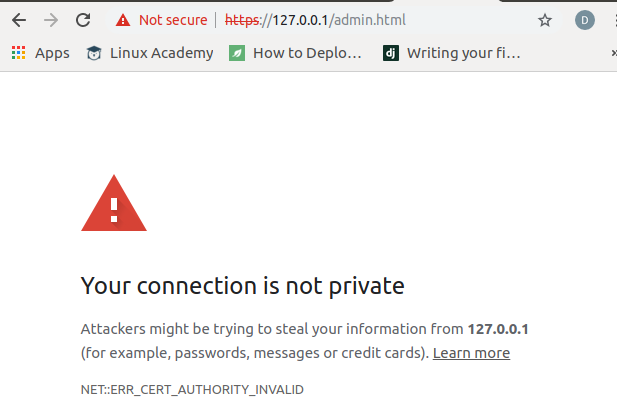 Not secure | https://127.0.0.1/admin.html D
Apps Linux Academy How to Deplo… dj Writing your fi… »
Your connection is not private
Attackers might be trying to steal your information from 127.0.0.1
(for example, passwords, messages or credit cards). Learn more
NET::ERR_CERT_AUTHORITY_INVALID